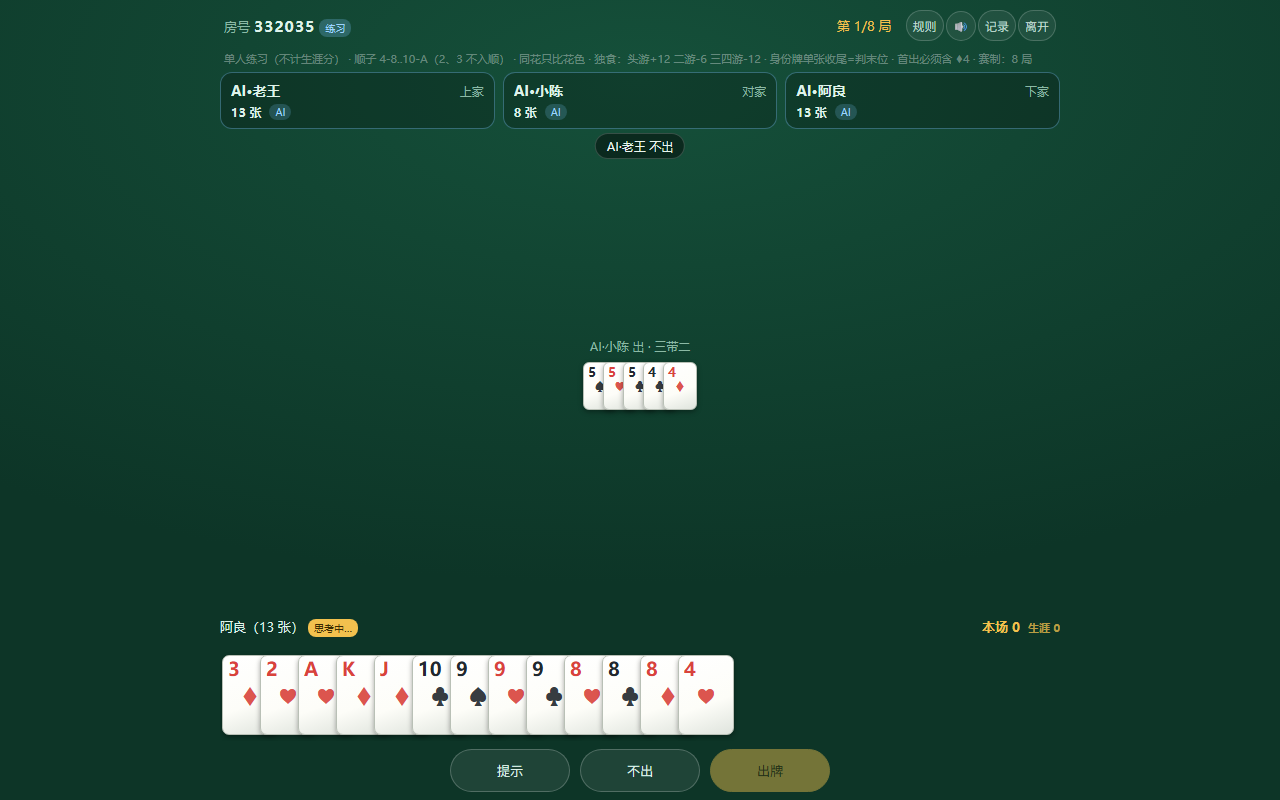 房号 332035 练习 第 1/8 局 规则 记录 离开
单人练习（不计生涯分） · 顺子 4-8..10-A（2、3 不入顺） · 同花只比花色 · 独食：头游+12 二游-6 三四游-12 · 身份牌单张收尾=判末位 · 首出必须含 ♦4 · 赛制：8 局
AI·老王 上家
13 张 AI
AI·小陈 对家
8 张 AI
AI·阿良 下家
13 张 AI
AI·老王 不出
AI·小陈 出 · 三带二
5♠ 5♥ 5♣ 4♣ 4♦
阿良（13 张） 思考中… 本场 0 生涯 0
3♦ 2♥ A♥ K♦ J♦ 10♣ 9♠ 9♥ 9♣ 8♥ 8♣ 8♦ 4♥
提示 不出 出牌